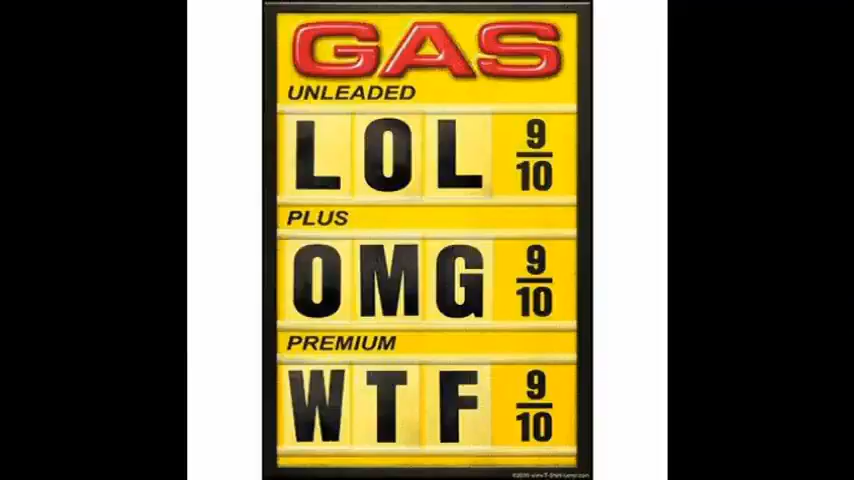 GAS
UNLEADED
LOL 9/10
PLUS
OMG 9/10
PREMIUM
WTF 9/10